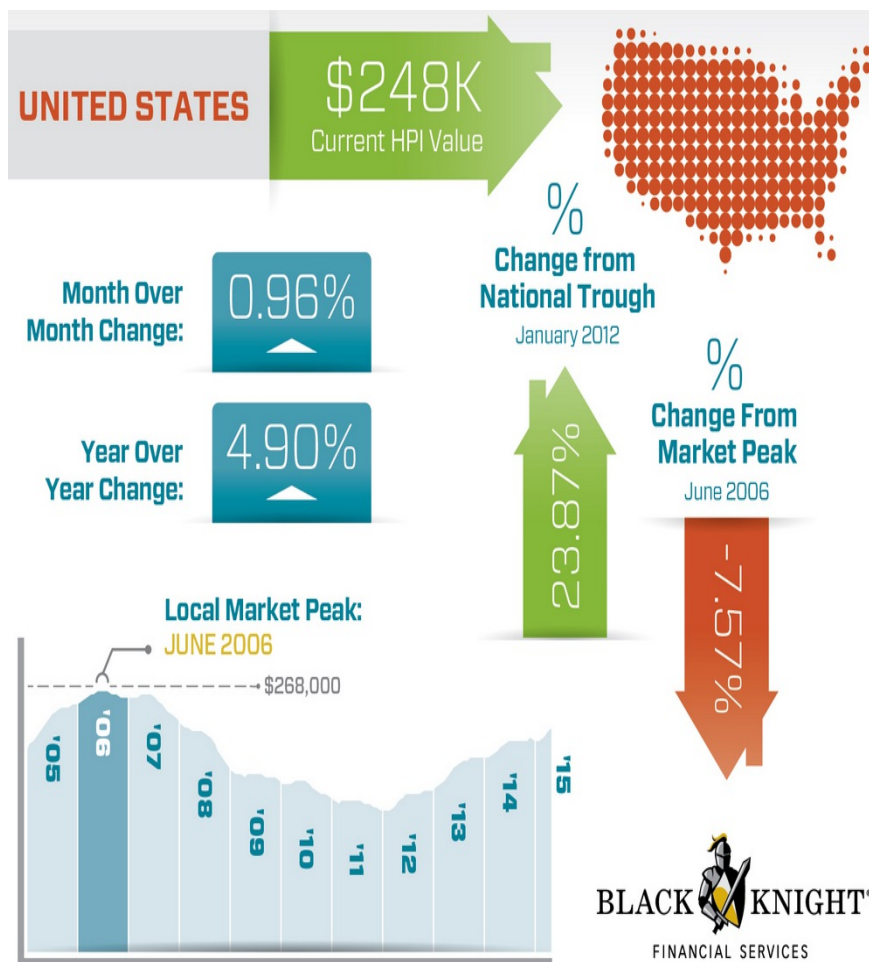 UNITED STATES
$248K
Current HPI Value
Month Over
Month Change:
0.96%
Year Over
Year Change:
4.90%
%
Change from
National Trough
January 2012
23.87%
%
Change From
Market Peak
June 2006
-7.57%
Local Market Peak:
JUNE 2006
$268,000
'05
'06
'07
'08
'09
'10
'11
'12
'13
'14
'15
BLACK KNIGHT®
FINANCIAL SERVICES